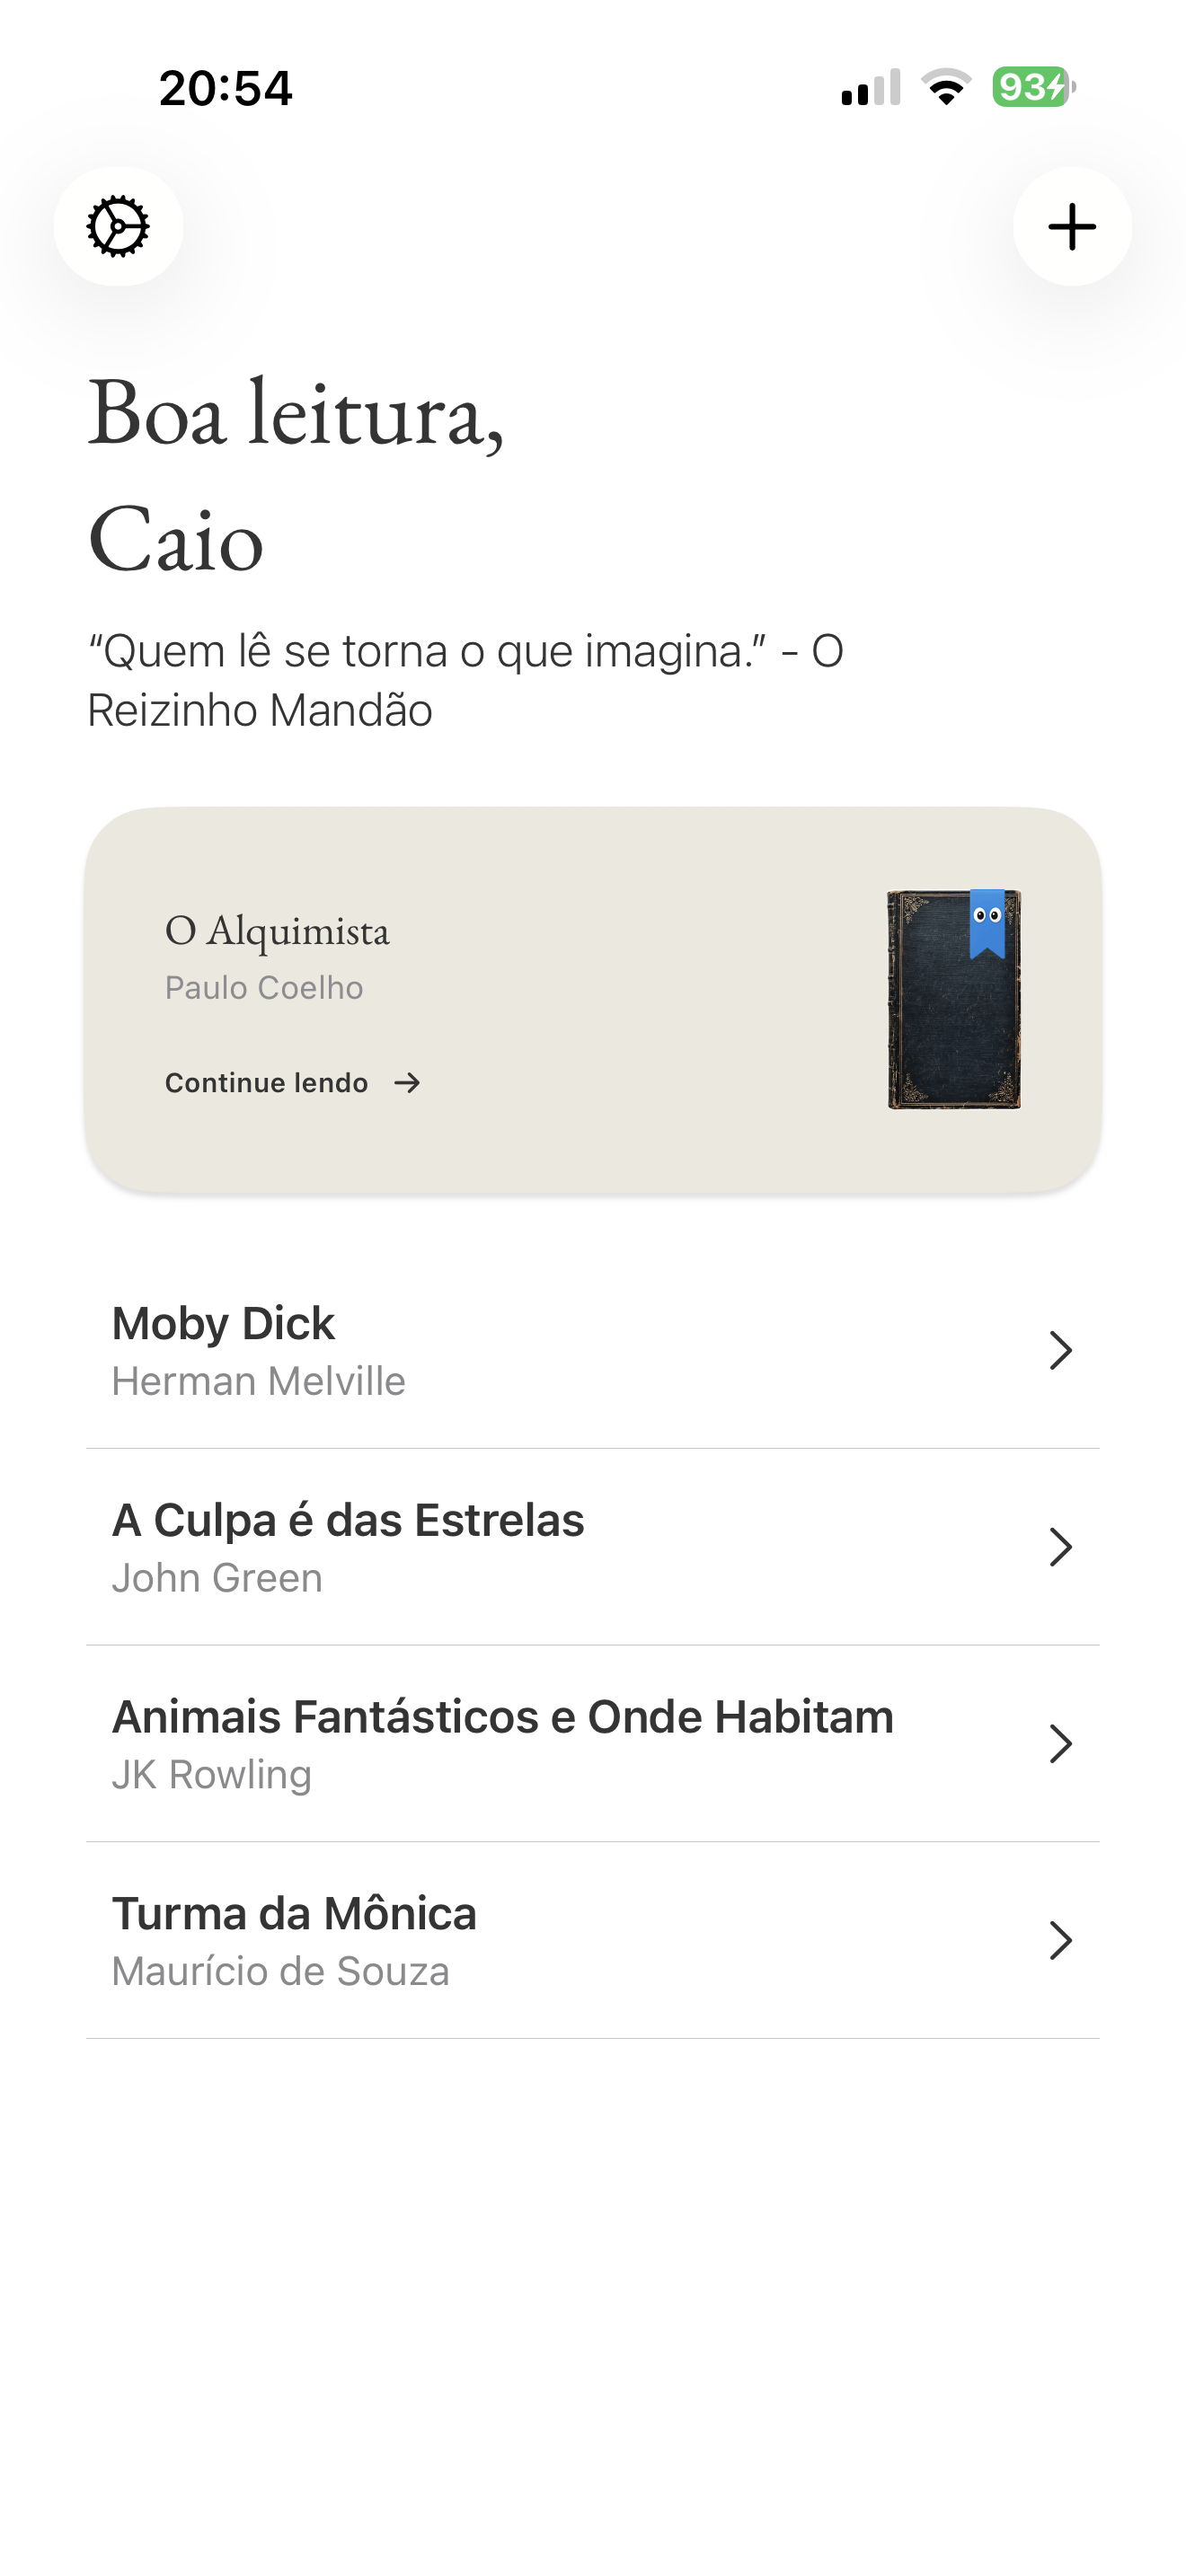 20:54
93
Boa leitura,
Caio
“Quem lê se torna o que imagina.” - O
Reizinho Mandão
O Alquimista
Paulo Coelho
Continue lendo
Moby Dick
Herman Melville
A Culpa é das Estrelas
John Green
Animais Fantásticos e Onde Habitam
JK Rowling
Turma da Mônica
Maurício de Souza